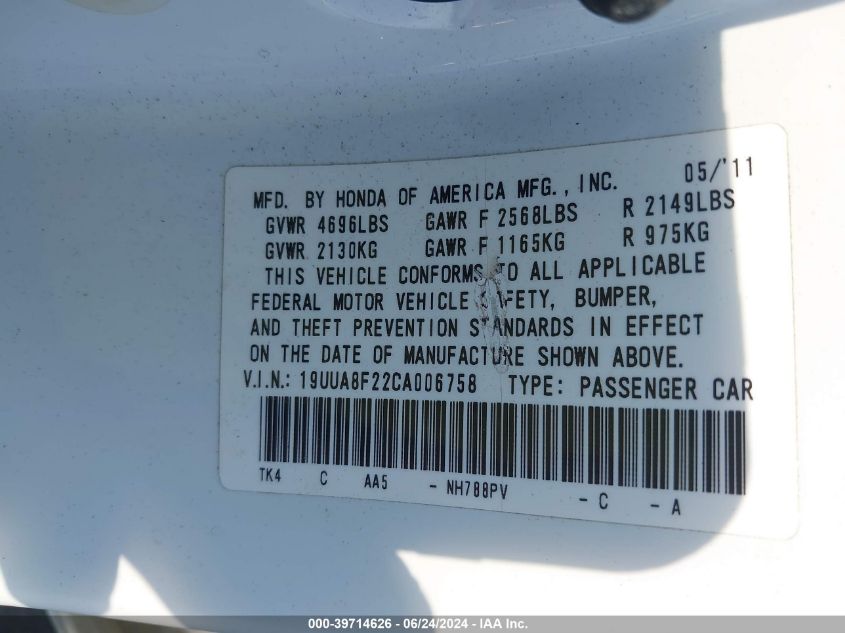 05/'11
MFD. BY HONDA OF AMERICA MFG., INC.
GVWR 4696LBS GAWR F 2568LBS R 2149LBS
GVWR 2130KG GAWR F 1165KG R 975KG
THIS VEHICLE CONFORMS TO ALL APPLICABLE
FEDERAL MOTOR VEHICLE SAFETY, BUMPER,
AND THEFT PREVENTION STANDARDS IN EFFECT
ON THE DATE OF MANUFACTURE SHOWN ABOVE.
V.I.N.: 19UUA8F22CA006758 TYPE: PASSENGER CAR
TK4 C AA5 - NH788PV - C - A
000-39714626 - 06/24/2024 - IAA Inc.